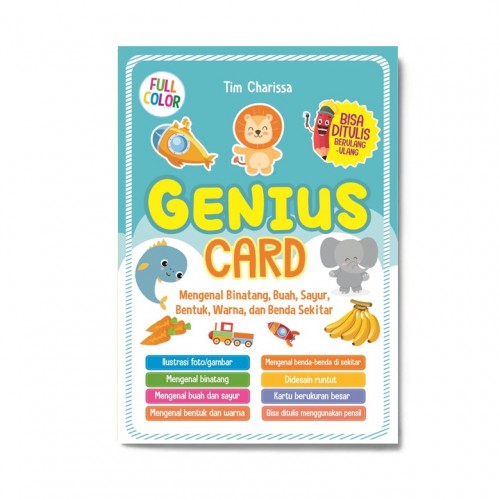 FULL
COLOR
Tim Charissa
BISA
DITULIS
BERULANG
-ULANG
GENIUS
CARD
Mengenal Binatang, Buah, Sayur,
Bentuk, Warna, dan Benda Sekitar
Ilustrasi foto/gambar
Mengenal benda-benda di sekitar
Mengenal binatang
Didesain runtut
Mengenal buah dan sayur
Kartu berukuran besar
Mengenal bentuk dan warna
Bisa ditulis menggunakan pensil